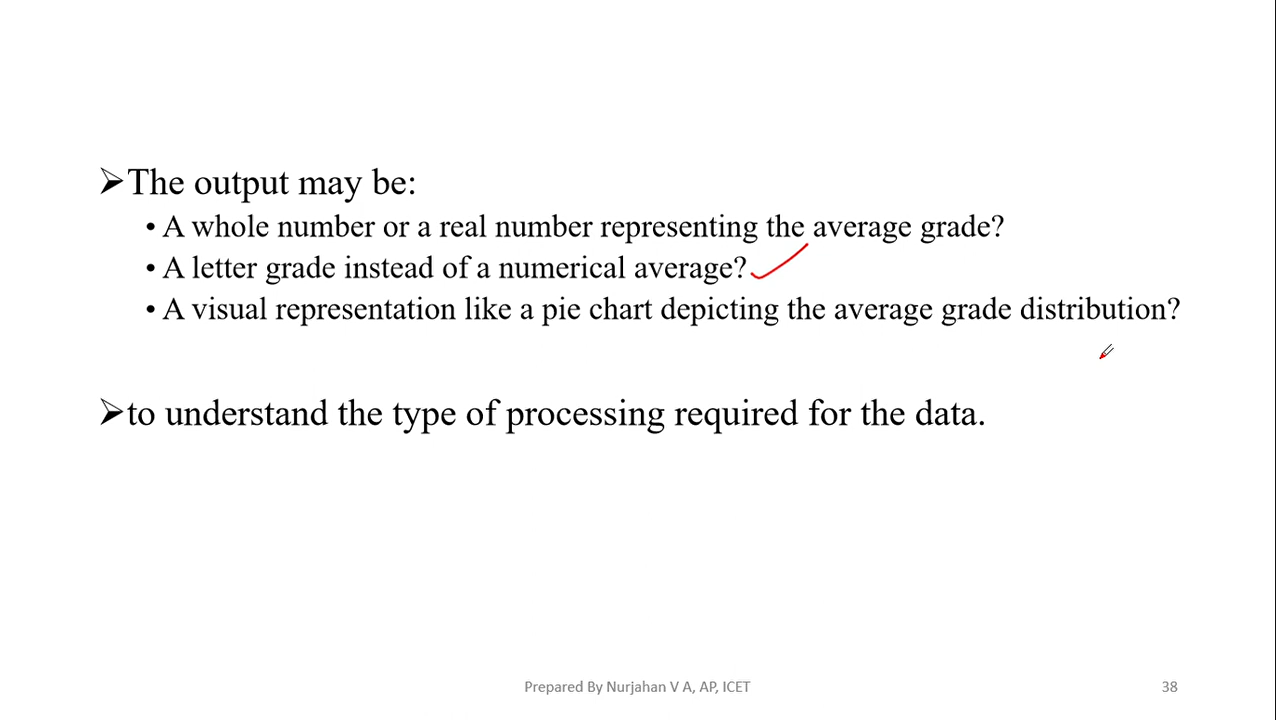 ➢The output may be:
• A whole number or a real number representing the average grade?
• A letter grade instead of a numerical average?
• A visual representation like a pie chart depicting the average grade distribution?
➢to understand the type of processing required for the data.
Prepared By Nurjahan V A, AP, ICET 38